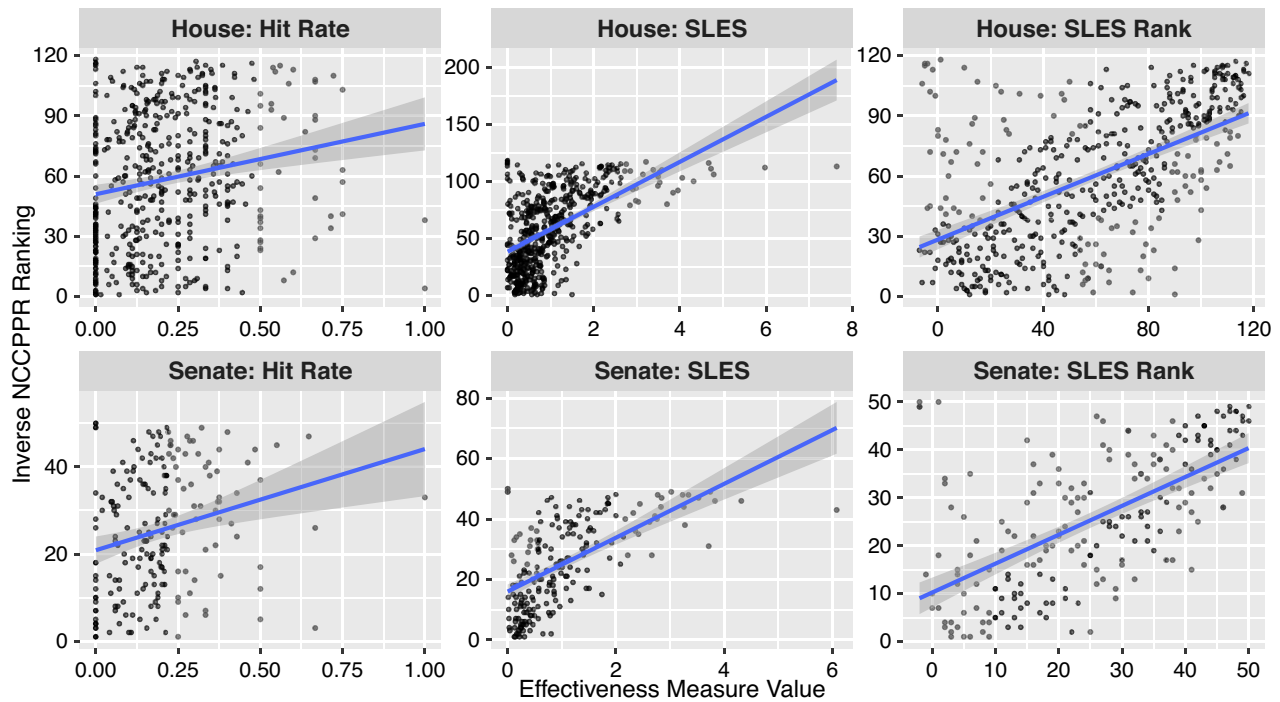 House: Hit Rate
House: SLES
House: SLES Rank
120
90
60
30
0
0.00 0.25 0.50 0.75 1.00
200
150
100
50
0
0 2 4 6 8
120
90
60
30
0
0 40 80 120
Senate: Hit Rate
Senate: SLES
Senate: SLES Rank
40
20
0
0.00 0.25 0.50 0.75 1.00
80
60
40
20
0
0 2 4 6
50
40
30
20
10
0
0 10 20 30 40 50
Inverse NCCPPR Ranking
Effectiveness Measure Value